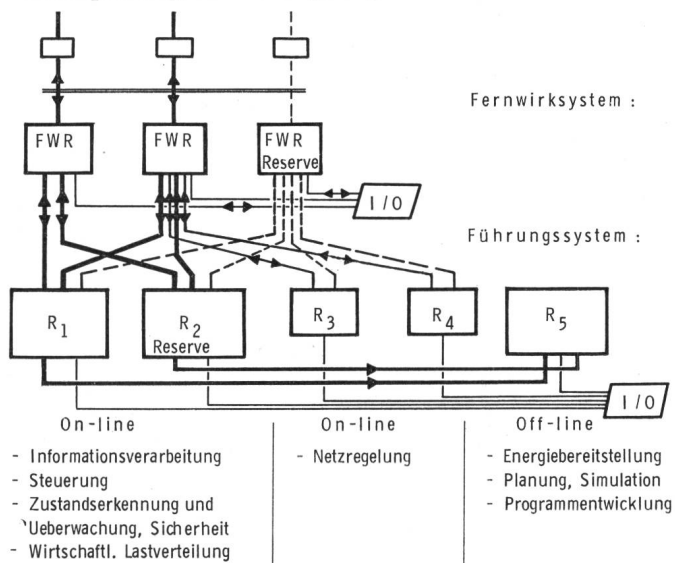 Fernwirksystem :
FWR
FWR
FWR
Reserve
I/O
Führungssystem :
R1
R2
Reserve
R3
R4
R5
I/O
On-line
On-line
Off-line
- Informationsverarbeitung
- Steuerung
- Zustandserkennung und
Ueberwachung, Sicherheit
- Wirtschaftl. Lastverteilung
- Netzregelung
- Energiebereitstellung
- Planung, Simulation
- Programmentwicklung